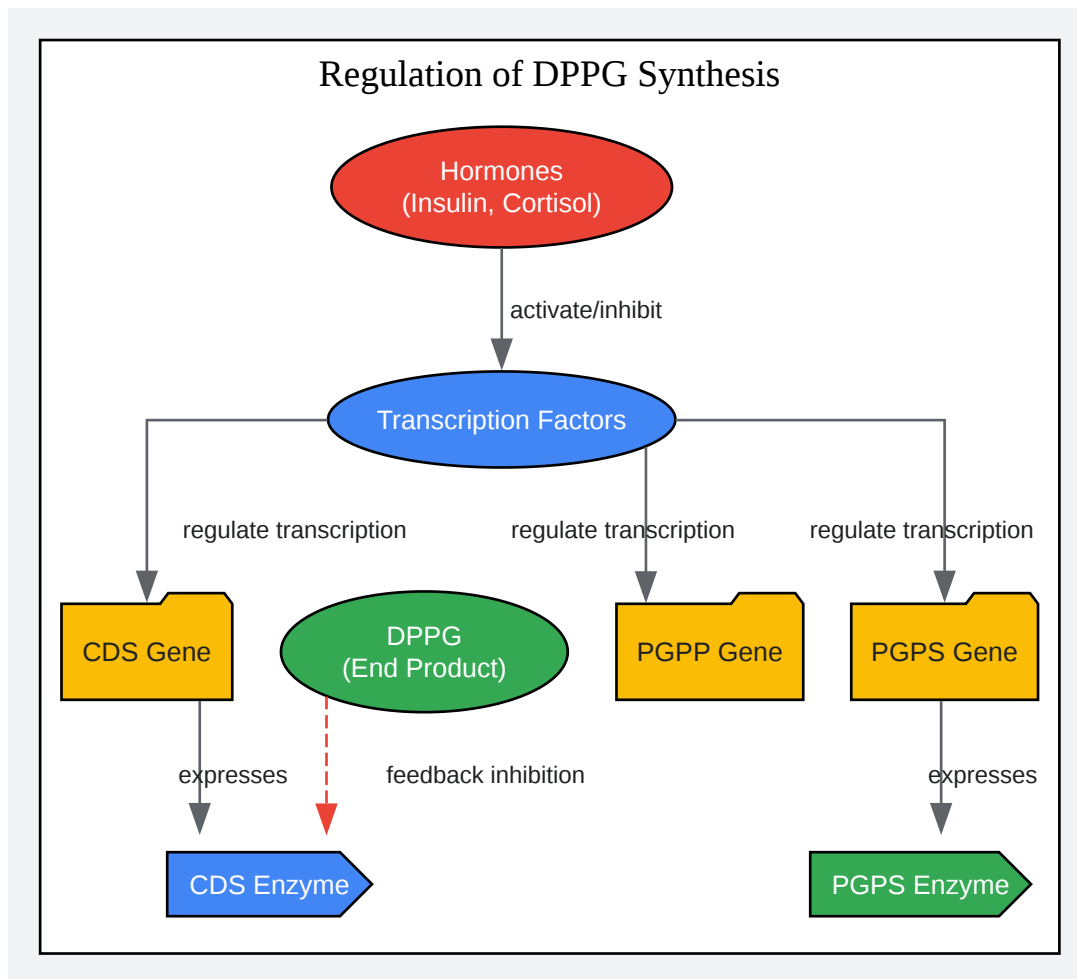 Regulation of DPPG Synthesis
Hormones
(Insulin, Cortisol)
activate/inhibit
Transcription Factors
regulate transcription
regulate transcription
regulate transcription
CDS Gene
DPPG
(End Product)
PGPP Gene
PGPS Gene
expresses
feedback inhibition
expresses
CDS Enzyme
PGPS Enzyme